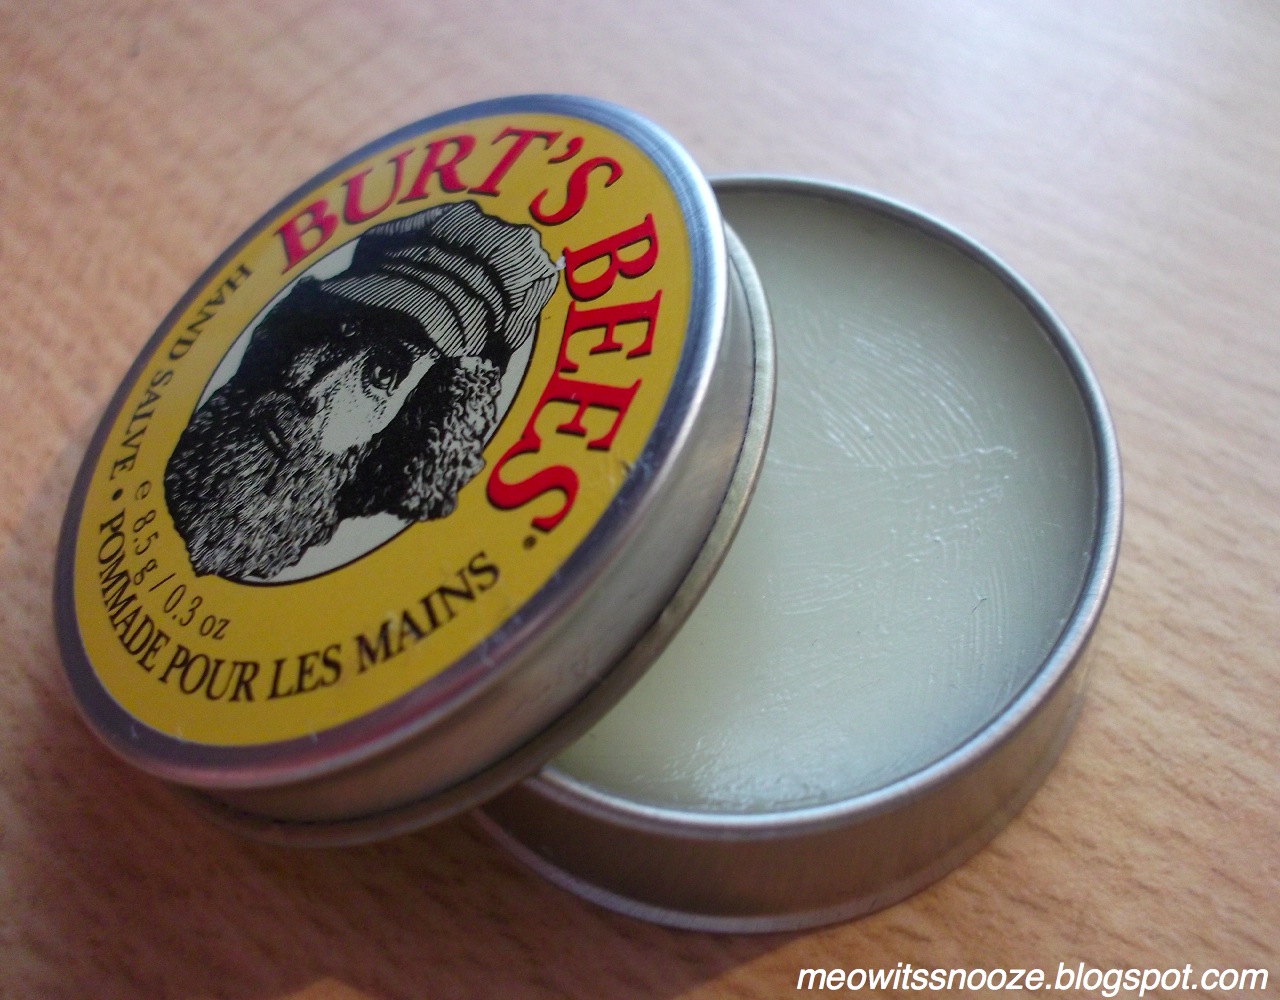 BURT'S BEES®
HAND SALVE • POMMADE POUR LES MAINS
e 8.5 g / 0.3 oz
meowitssnooze.blogspot.com